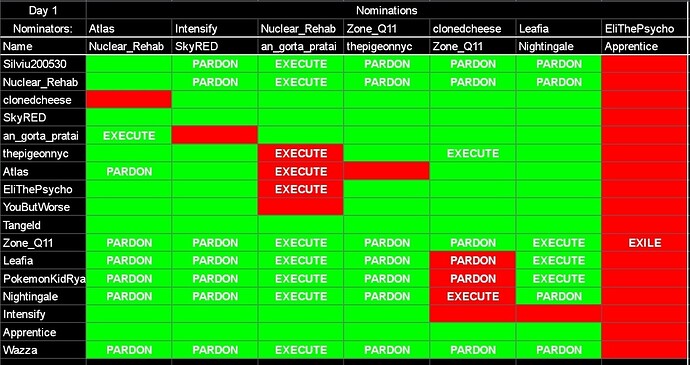 Day 1 Nominations
Nominators: Atlas Intensify Nuclear_Rehab Zone_Q11 clonedcheese Leafia EliThePsycho
Name Nuclear_Rehab SkyRED an_gorta_pratai thepigeonnyc Zone_Q11 Nightingale Apprentice
Silviu200530 PARDON EXECUTE PARDON PARDON PARDON
Nuclear_Rehab PARDON EXECUTE PARDON PARDON PARDON
clonedcheese
SkyRED
an_gorta_pratai EXECUTE
thepigeonnyc EXECUTE EXECUTE
Atlas PARDON EXECUTE
EliThePsycho EXECUTE
YouButWorse
TangeId
Zone_Q11 PARDON PARDON EXECUTE PARDON PARDON EXECUTE EXILE
Leafia PARDON PARDON EXECUTE PARDON PARDON EXECUTE
PokemonKidRya PARDON PARDON EXECUTE PARDON PARDON EXECUTE
Nightingale PARDON PARDON EXECUTE PARDON EXECUTE PARDON
Intensify
Apprentice
Wazza PARDON PARDON EXECUTE PARDON PARDON PARDON